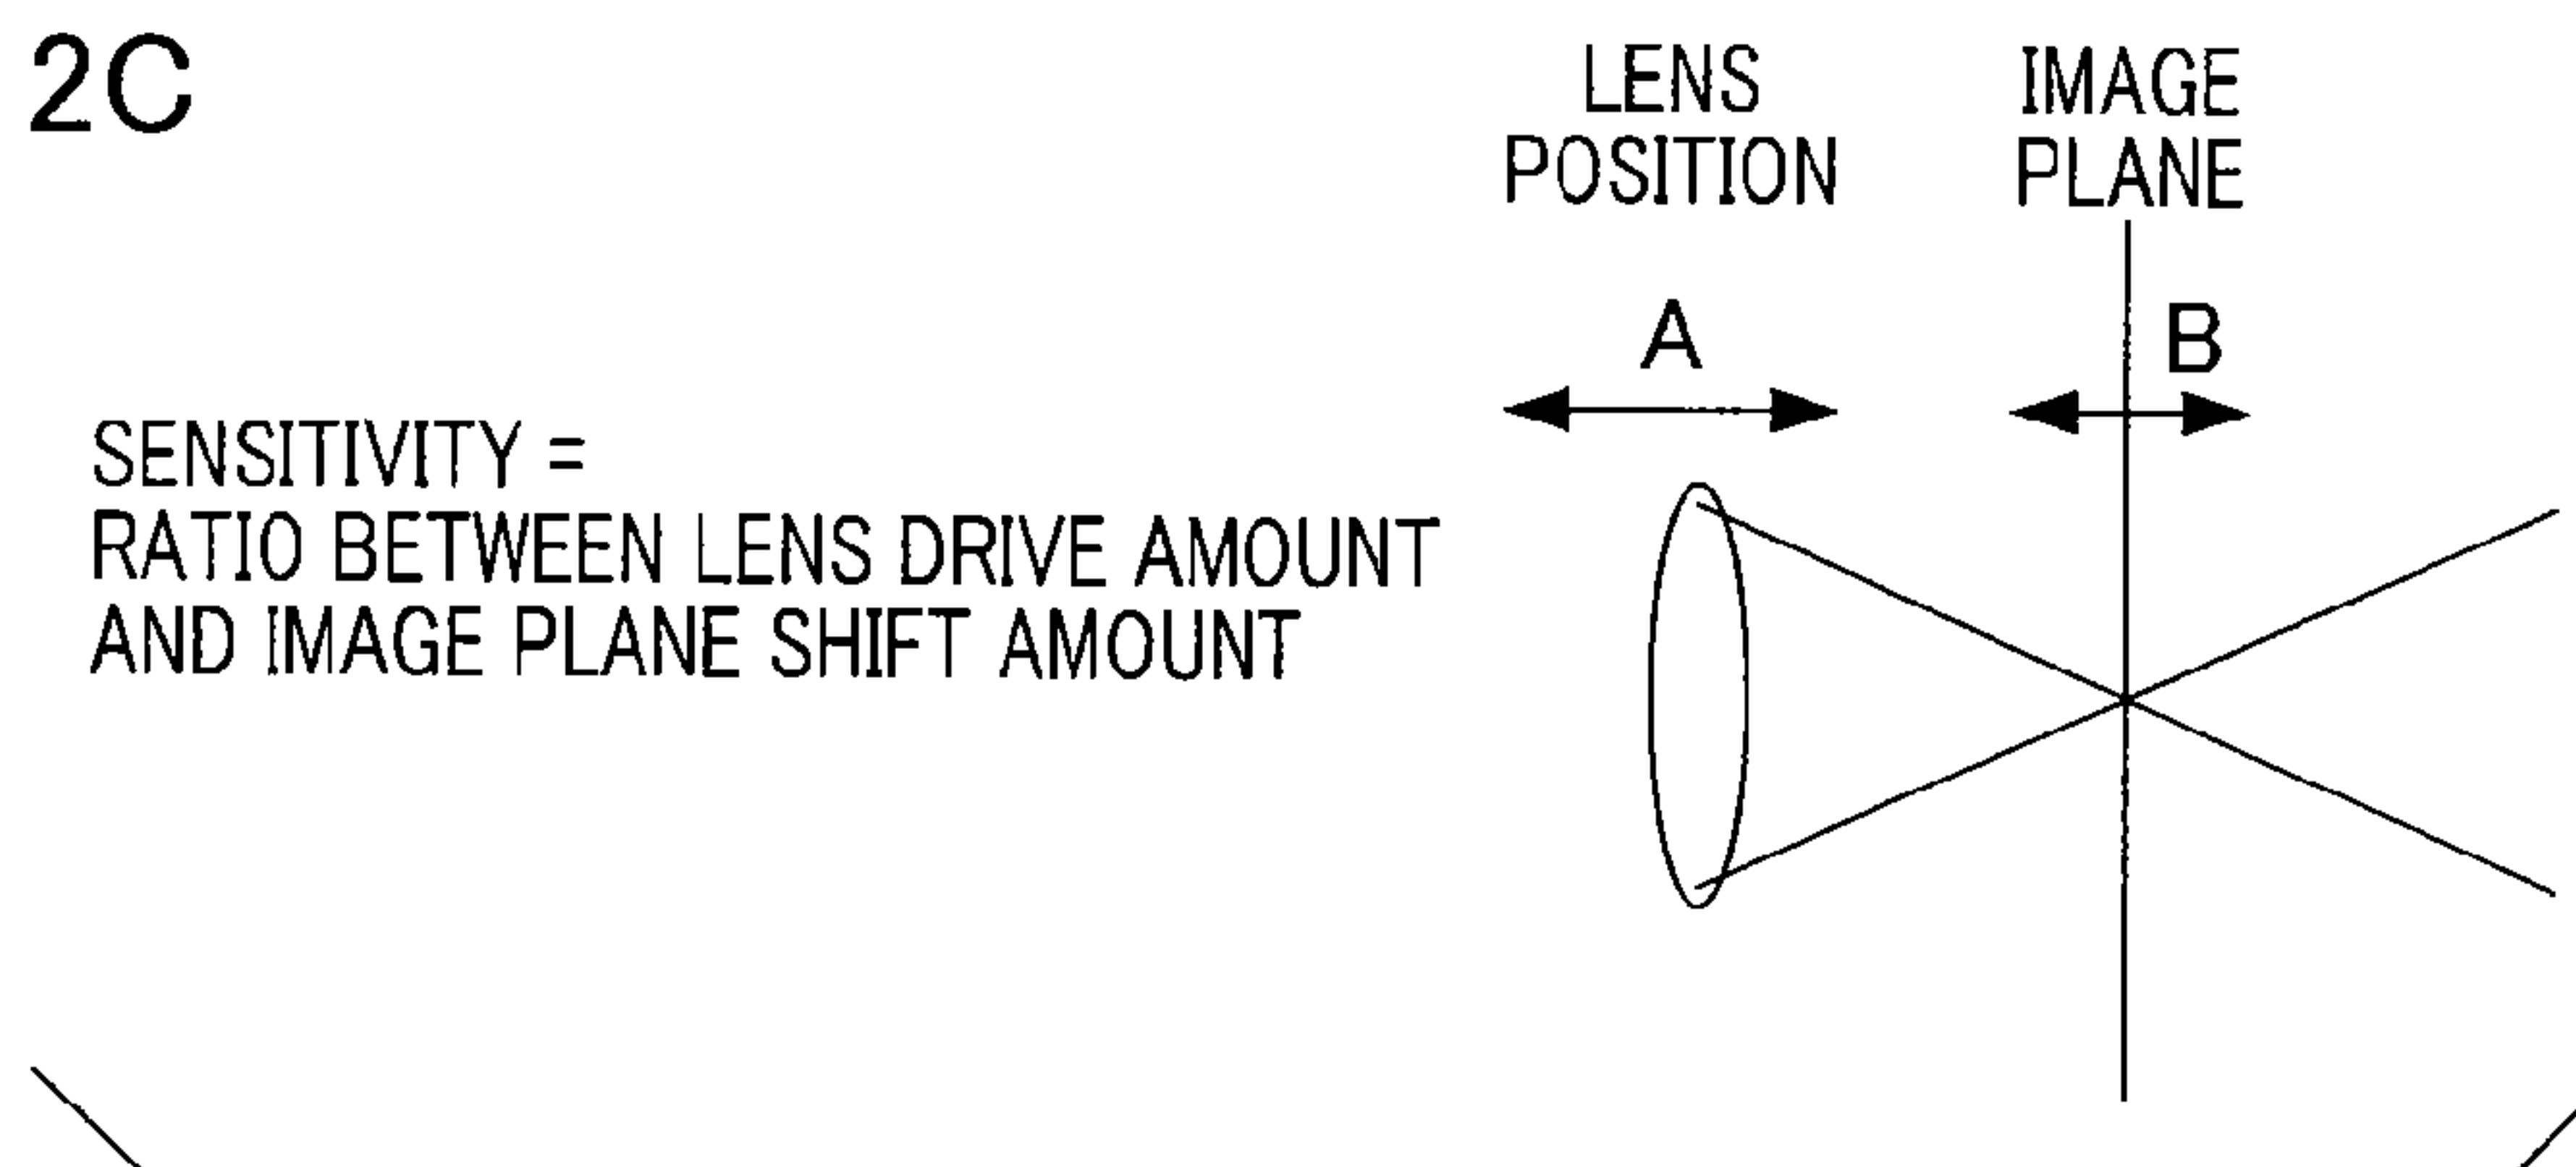 2C
LENS
POSITION
IMAGE
PLANE
A
B
SENSITIVITY =
RATIO BETWEEN LENS DRIVE AMOUNT
AND IMAGE PLANE SHIFT AMOUNT